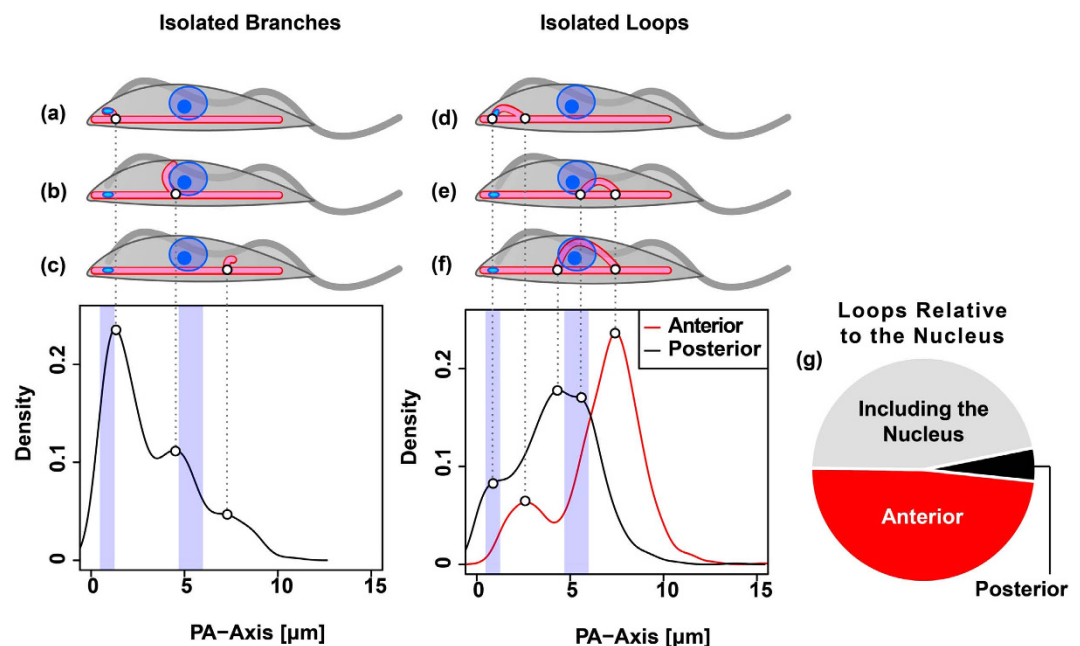 Isolated Branches
Isolated Loops
(a)
(b)
(c)
(d)
(e)
(f)
Density
0
0.1
0.2
0
5
10
15
PA−Axis [µm]
Density
0
0.1
0.2
0
5
10
15
PA−Axis [µm]
Anterior
Posterior
Loops Relative
to the Nucleus
(g)
Including the
Nucleus
Anterior
Posterior